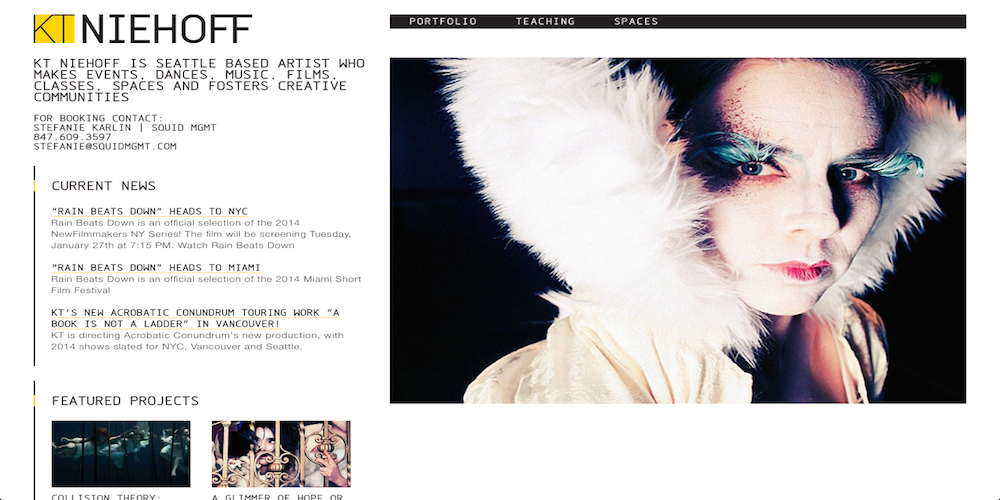 KT NIEHOFF
PORTFOLIO TEACHING SPACES
KT NIEHOFF IS SEATTLE BASED ARTIST WHO
MAKES EVENTS, DANCES, MUSIC, FILMS,
CLASSES, SPACES AND FOSTERS CREATIVE
COMMUNITIES
FOR BOOKING CONTACT:
STEFANIE KARLIN | SQUID MGMT
847.609.3597
STEFANIE@SQUIDMGMT.COM
CURRENT NEWS
"RAIN BEATS DOWN" HEADS TO NYC
Rain Beats Down is an official selection of the 2014
NewFilmmakers NY Series! The film will be screening Tuesday,
January 27th at 7:15 PM. Watch Rain Beats Down
"RAIN BEATS DOWN" HEADS TO MIAMI
Rain Beats Down is an official selection of the 2014 Miami Short
Film Festival
KT'S NEW ACROBATIC CONUNDRUM TOURING WORK "A
BOOK IS NOT A LADDER" IN VANCOUVER!
KT is directing Acrobatic Conundrum's new production, with
2014 shows slated for NYC, Vancouver and Seattle.
FEATURED PROJECTS
COLLISION THEORY:
A GLIMMER OF HOPE OR